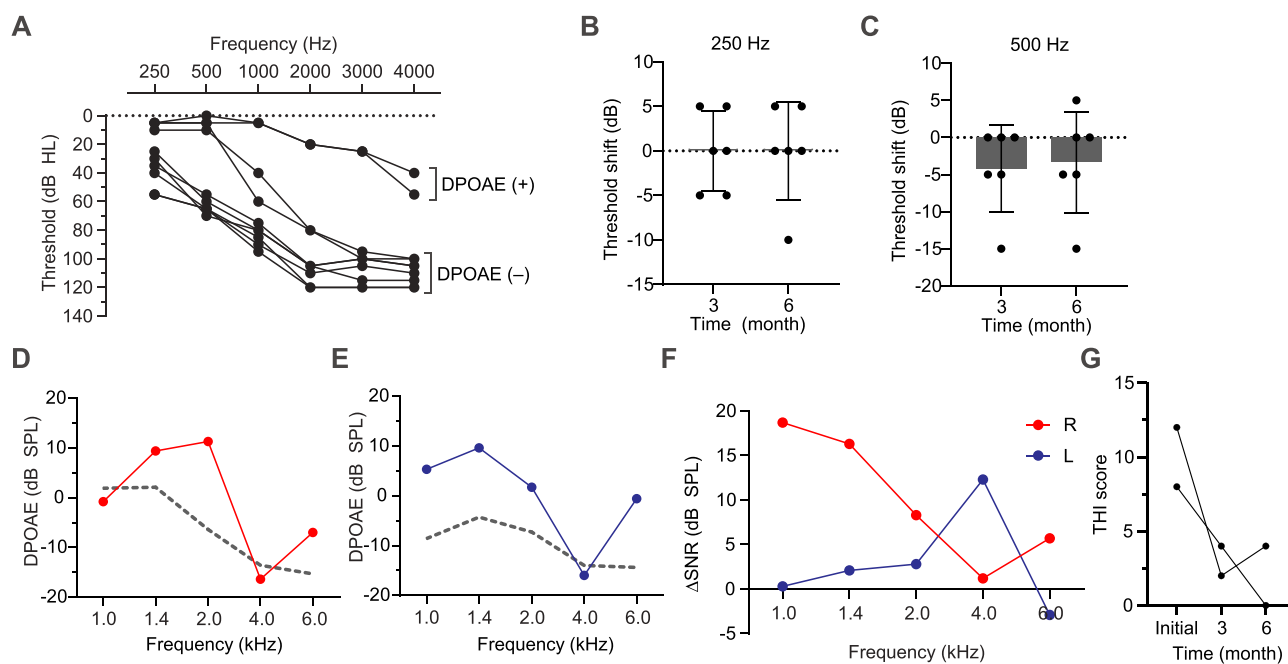 A
Frequency (Hz)
250 500 1000 2000 3000 4000
Threshold (dB HL)
0
20
40
60
80
100
120
140
DPOAE (+)
DPOAE (–)
B
250 Hz
Threshold shift (dB)
10
5
0
-5
-10
-15
3 6
Time (month)
C
500 Hz
Threshold shift (dB)
10
5
0
-5
-10
-15
-20
3 6
Time (month)
D
DPOAE (dB SPL)
20
10
0
-10
-20
1.0 1.4 2.0 4.0 6.0
Frequency (kHz)
E
DPOAE (dB SPL)
20
10
0
-10
-20
1.0 1.4 2.0 4.0 6.0
Frequency (kHz)
F
ΔSNR (dB SPL)
20
15
10
5
0
-5
R
L
1.0 1.4 2.0 4.0 6.0
Frequency (kHz)
G
THI score
15
10
5
0
Initial 3 6
Time (month)